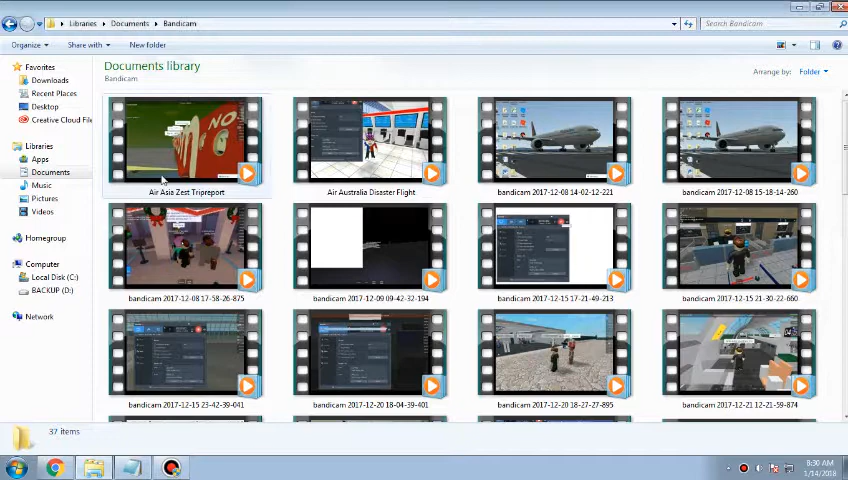 Libraries ▸ Documents ▸ Bandicam
Search Bandicam
Organize ▾ Share with ▾ New folder
Favorites
Downloads
Recent Places
Desktop
Creative Cloud File
Libraries
Apps
Documents
Music
Pictures
Videos
Homegroup
Computer
Local Disk (C:)
BACKUP (D:)
Network
Documents library
Bandicam
Arrange by: Folder ▾
NO
Air Asia Zest Tripreport
Air Australia Disaster Flight
bandicam 2017-12-08 14-02-12-221
bandicam 2017-12-08 15-18-14-260
bandicam 2017-12-08 17-58-26-875
bandicam 2017-12-09 09-42-32-194
bandicam 2017-12-15 17-21-49-213
bandicam 2017-12-15 21-30-22-660
bandicam 2017-12-15 23-42-39-041
bandicam 2017-12-20 18-04-39-401
bandicam 2017-12-20 18-27-27-895
bandicam 2017-12-21 12-21-59-874
37 items
8:30 AM
1/14/2018